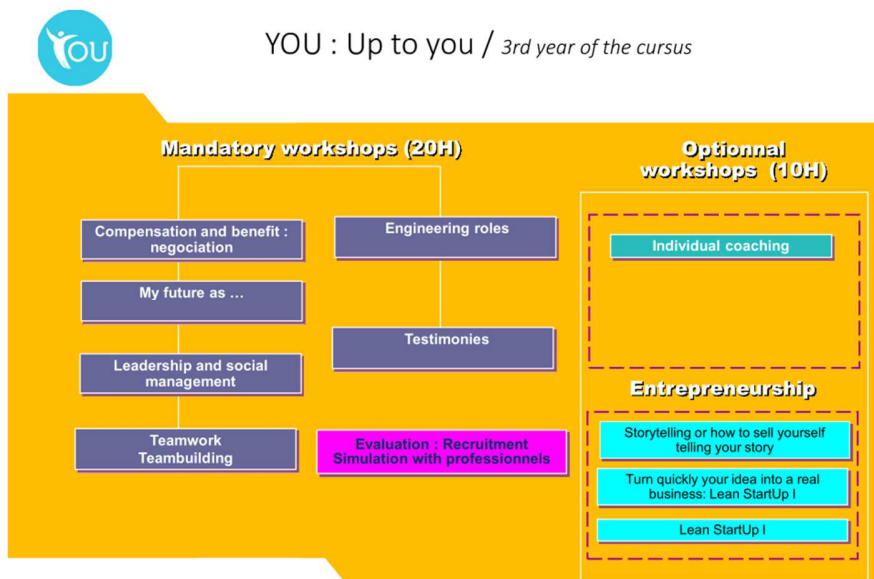 YOU
YOU : Up to you / 3rd year of the cursus
Mandatory workshops (20H)
Compensation and benefit :
negociation
My future as ...
Leadership and social
management
Teamwork
Teambuilding
Engineering roles
Testimonies
Evaluation : Recruitment
Simulation with professionnels
Optionnal
workshops (10H)
Individual coaching
Entrepreneurship
Storytelling or how to sell yourself
telling your story
Turn quickly your idea into a real
business: Lean StartUp I
Lean StartUp I